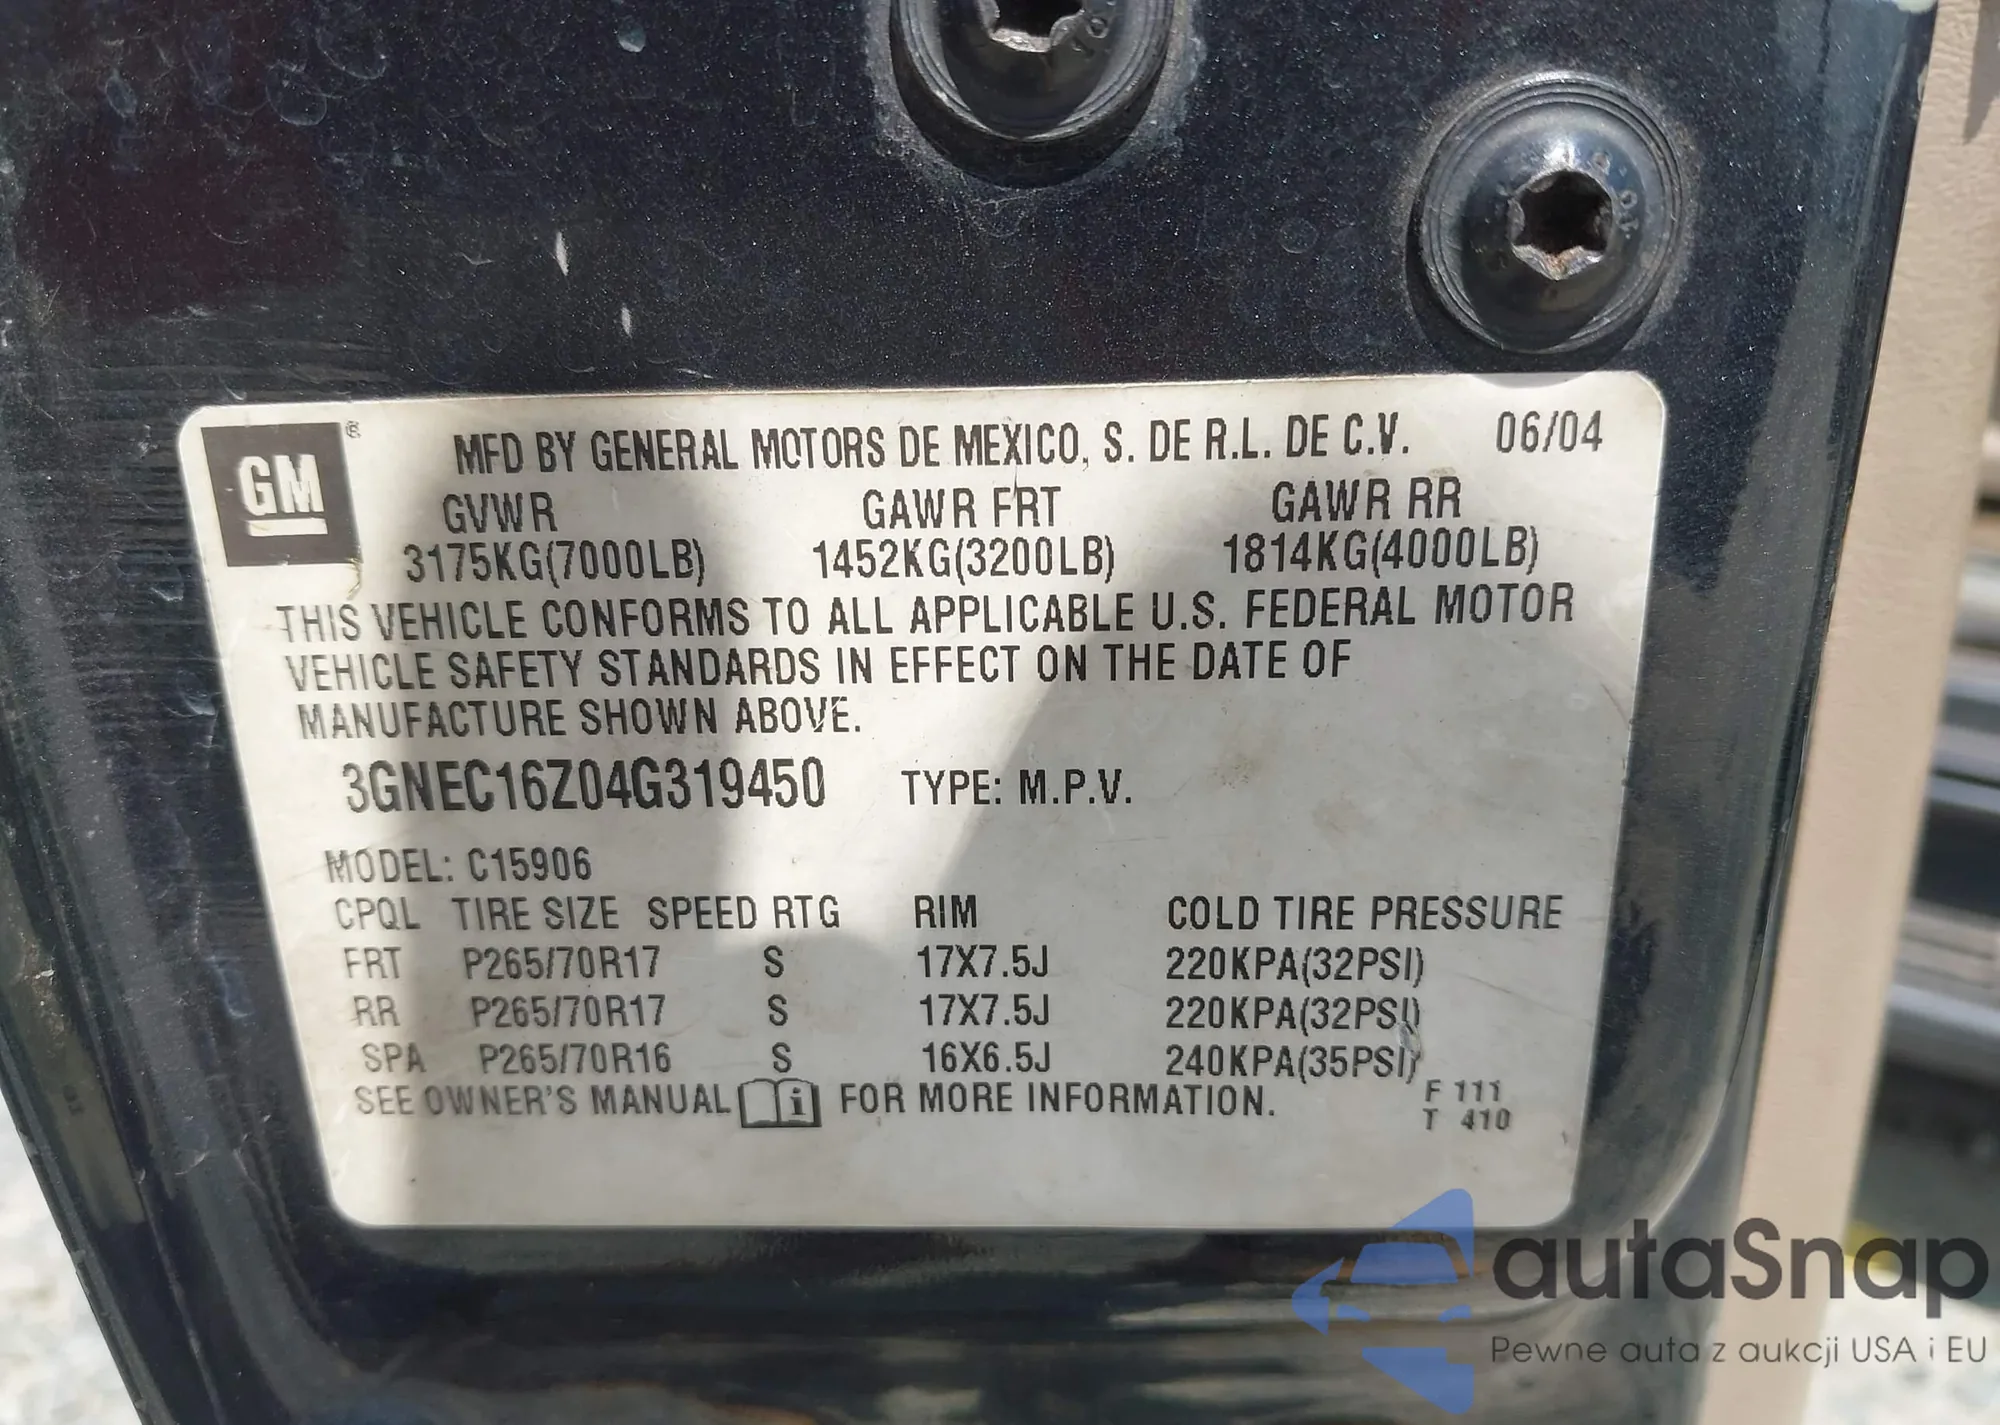 GM ®
MFD BY GENERAL MOTORS DE MEXICO, S. DE R.L. DE C.V. 06/04
GVWR GAWR FRT GAWR RR
3175KG(7000LB) 1452KG(3200LB) 1814KG(4000LB)
THIS VEHICLE CONFORMS TO ALL APPLICABLE U.S. FEDERAL MOTOR
VEHICLE SAFETY STANDARDS IN EFFECT ON THE DATE OF
MANUFACTURE SHOWN ABOVE.
3GNEC16Z04G319450 TYPE: M.P.V.
MODEL: C15906
CPQL TIRE SIZE SPEED RTG RIM COLD TIRE PRESSURE
FRT P265/70R17 S 17X7.5J 220KPA(32PSI)
RR P265/70R17 S 17X7.5J 220KPA(32PSI)
SPA P265/70R16 S 16X6.5J 240KPA(35PSI)
SEE OWNER'S MANUAL i FOR MORE INFORMATION.
F 111
T 410
autaSnap
Pewne auta z aukcji USA i EU